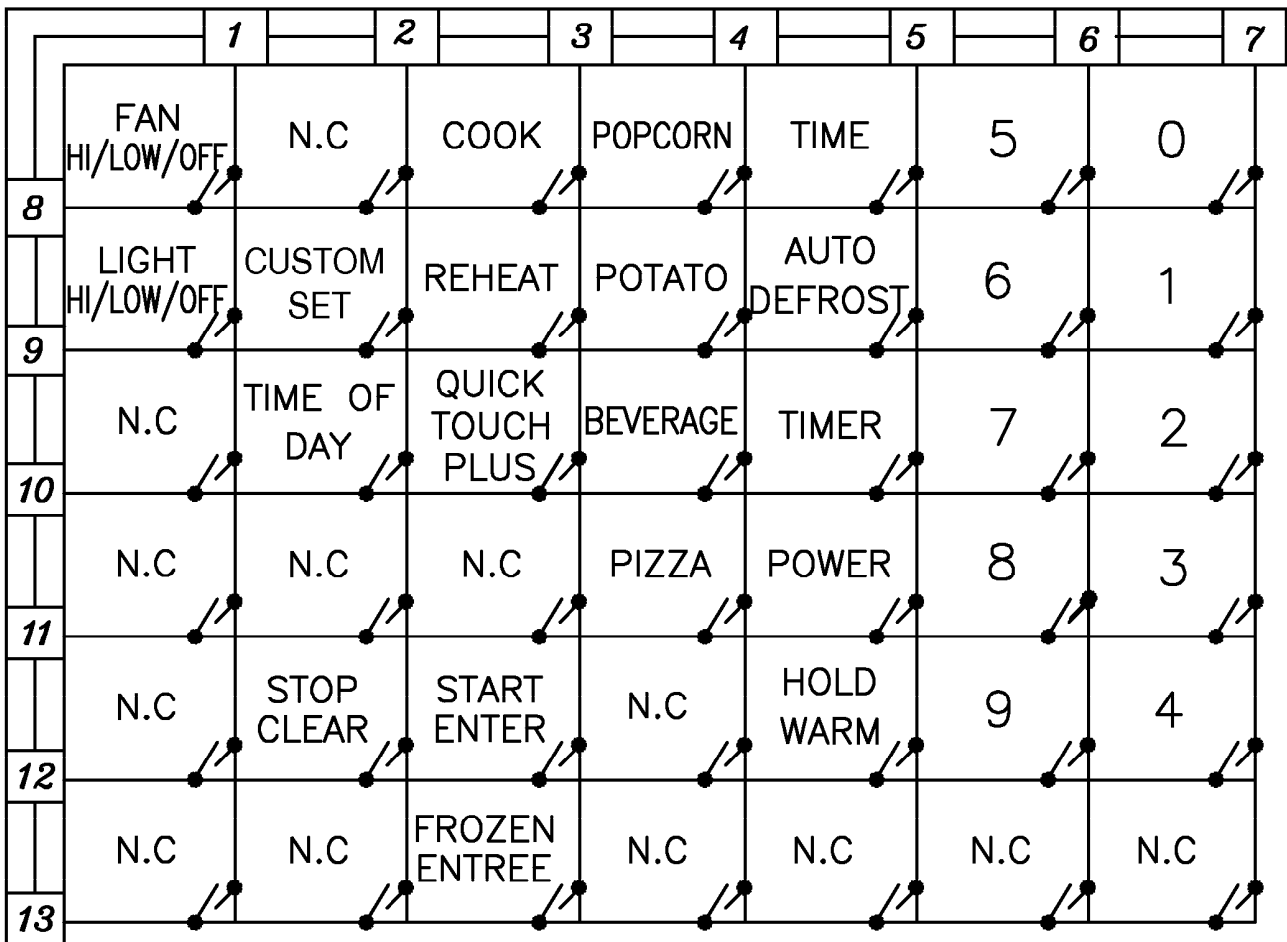 1 2 3 4 5 6 7
FAN N.C COOK POPCORN TIME 5 0
HI/LOW/OFF
8
LIGHT CUSTOM REHEAT POTATO AUTO 6 1
HI/LOW/OFF SET DEFROST
9
N.C TIME OF QUICK BEVERAGE TIMER 7 2
DAY TOUCH
PLUS
10
N.C N.C N.C PIZZA POWER 8 3
11
N.C STOP START N.C HOLD 9 4
CLEAR ENTER WARM
12
N.C N.C FROZEN N.C N.C N.C N.C
ENTREE
13